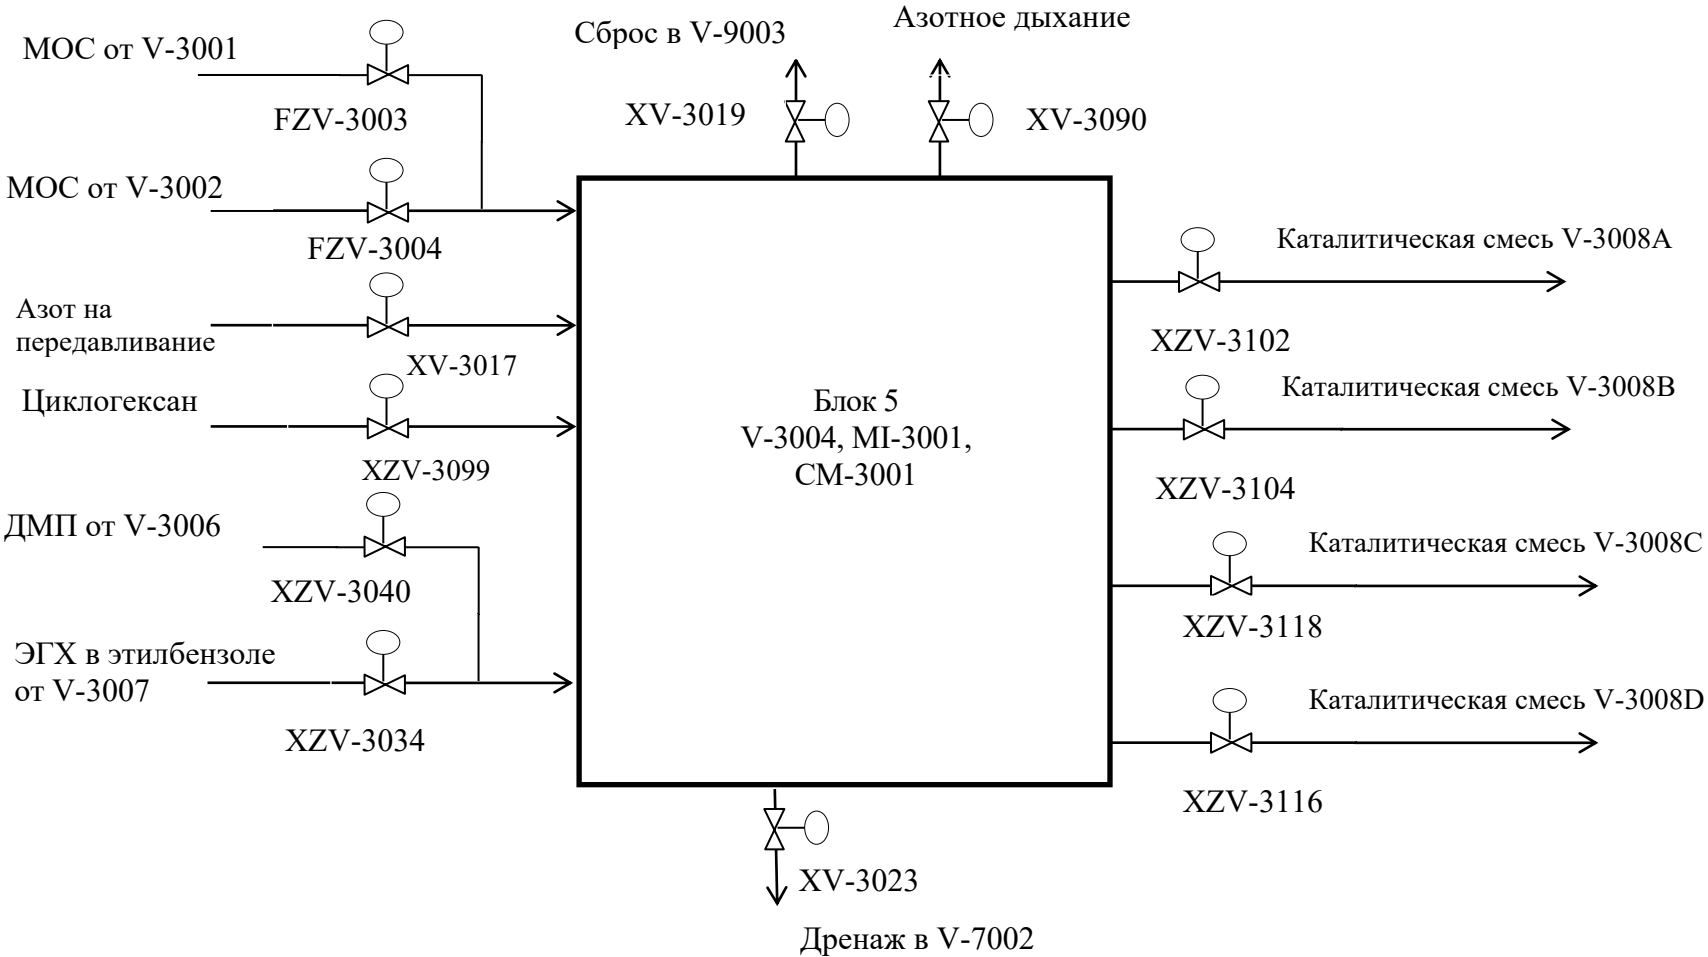 МОС от V-3001
FZV-3003
МОС от V-3002
FZV-3004
Азот на
передавливание
XV-3017
Циклогексан
XZV-3099
ДМП от V-3006
XZV-3040
ЭГХ в этилбензоле
от V-3007
XZV-3034
Сброс в V-9003
XV-3019
Азотное дыхание
XV-3090
Блок 5
V-3004, MI-3001,
СМ-3001
XV-3023
Дренаж в V-7002
Каталитическая смесь V-3008A
XZV-3102
Каталитическая смесь V-3008B
XZV-3104
Каталитическая смесь V-3008C
XZV-3118
Каталитическая смесь V-3008D
XZV-3116